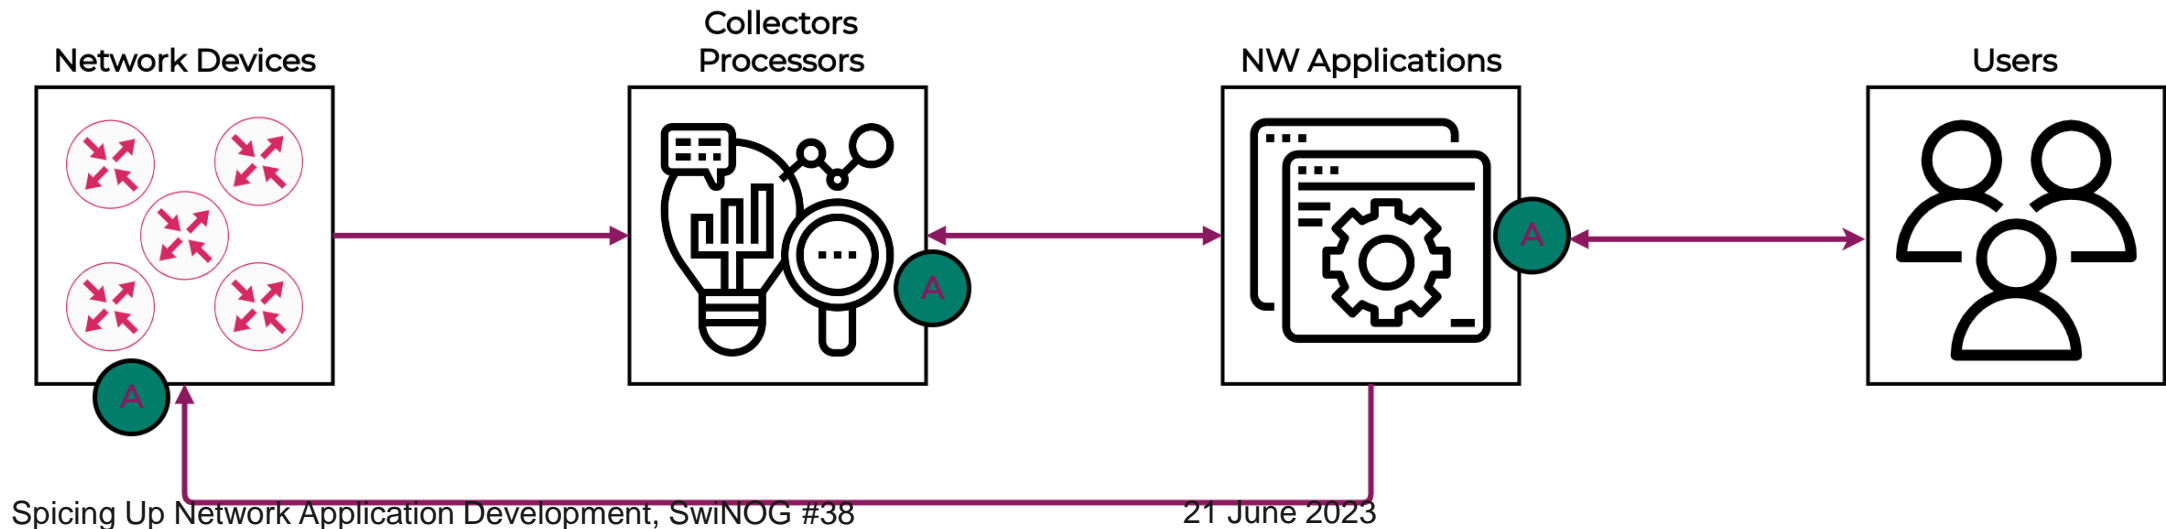 Collectors
Network Devices
Processors
NW Applications
Users
A
A
A
Spicing Up Network Application Development, SwiNOG #38
21 June 2023